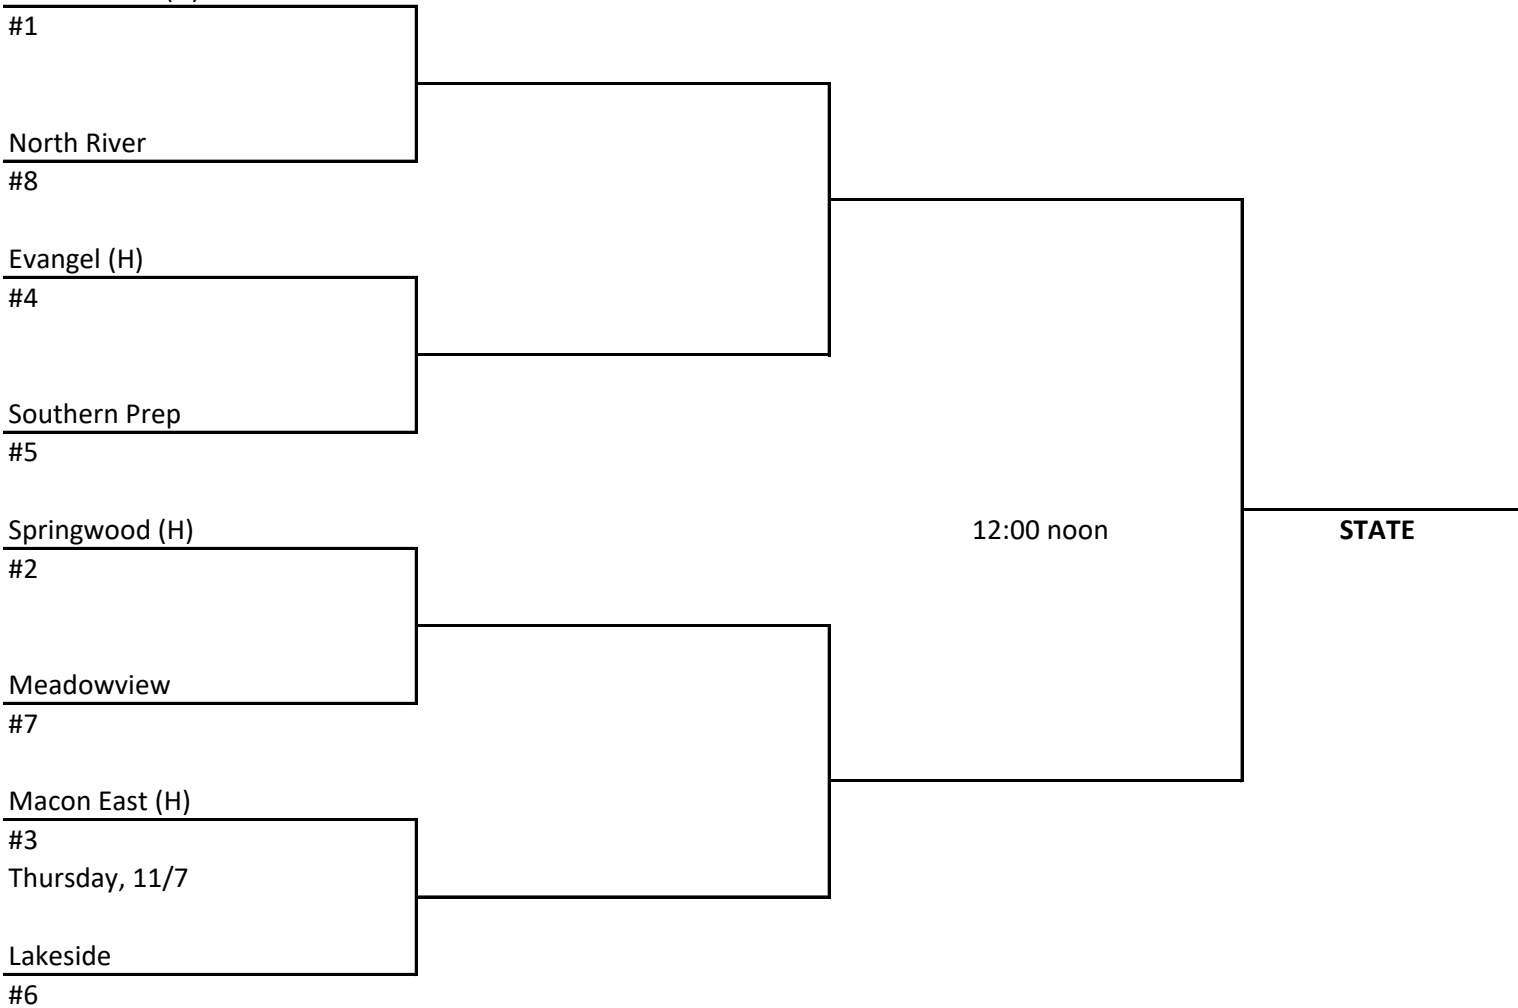 #1
North River
#8
Evangel (H)
#4
Southern Prep
#5
Springwood (H)
12:00 noon
STATE
#2
Meadowview
#7
Macon East (H)
#3
Thursday, 11/7
Lakeside
#6